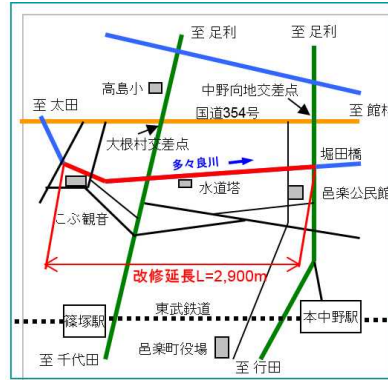 至 足利
至 足利
高島小
中野向地交差点
至 太田
国道354号
至 館林
大根村交差点
多々良川
堀田橋
水道塔
邑楽公民館
こぶ観音
改修延長L=2,900m
東武鉄道
篠塚駅
本中野駅
邑楽町役場
至 千代田
至 行田